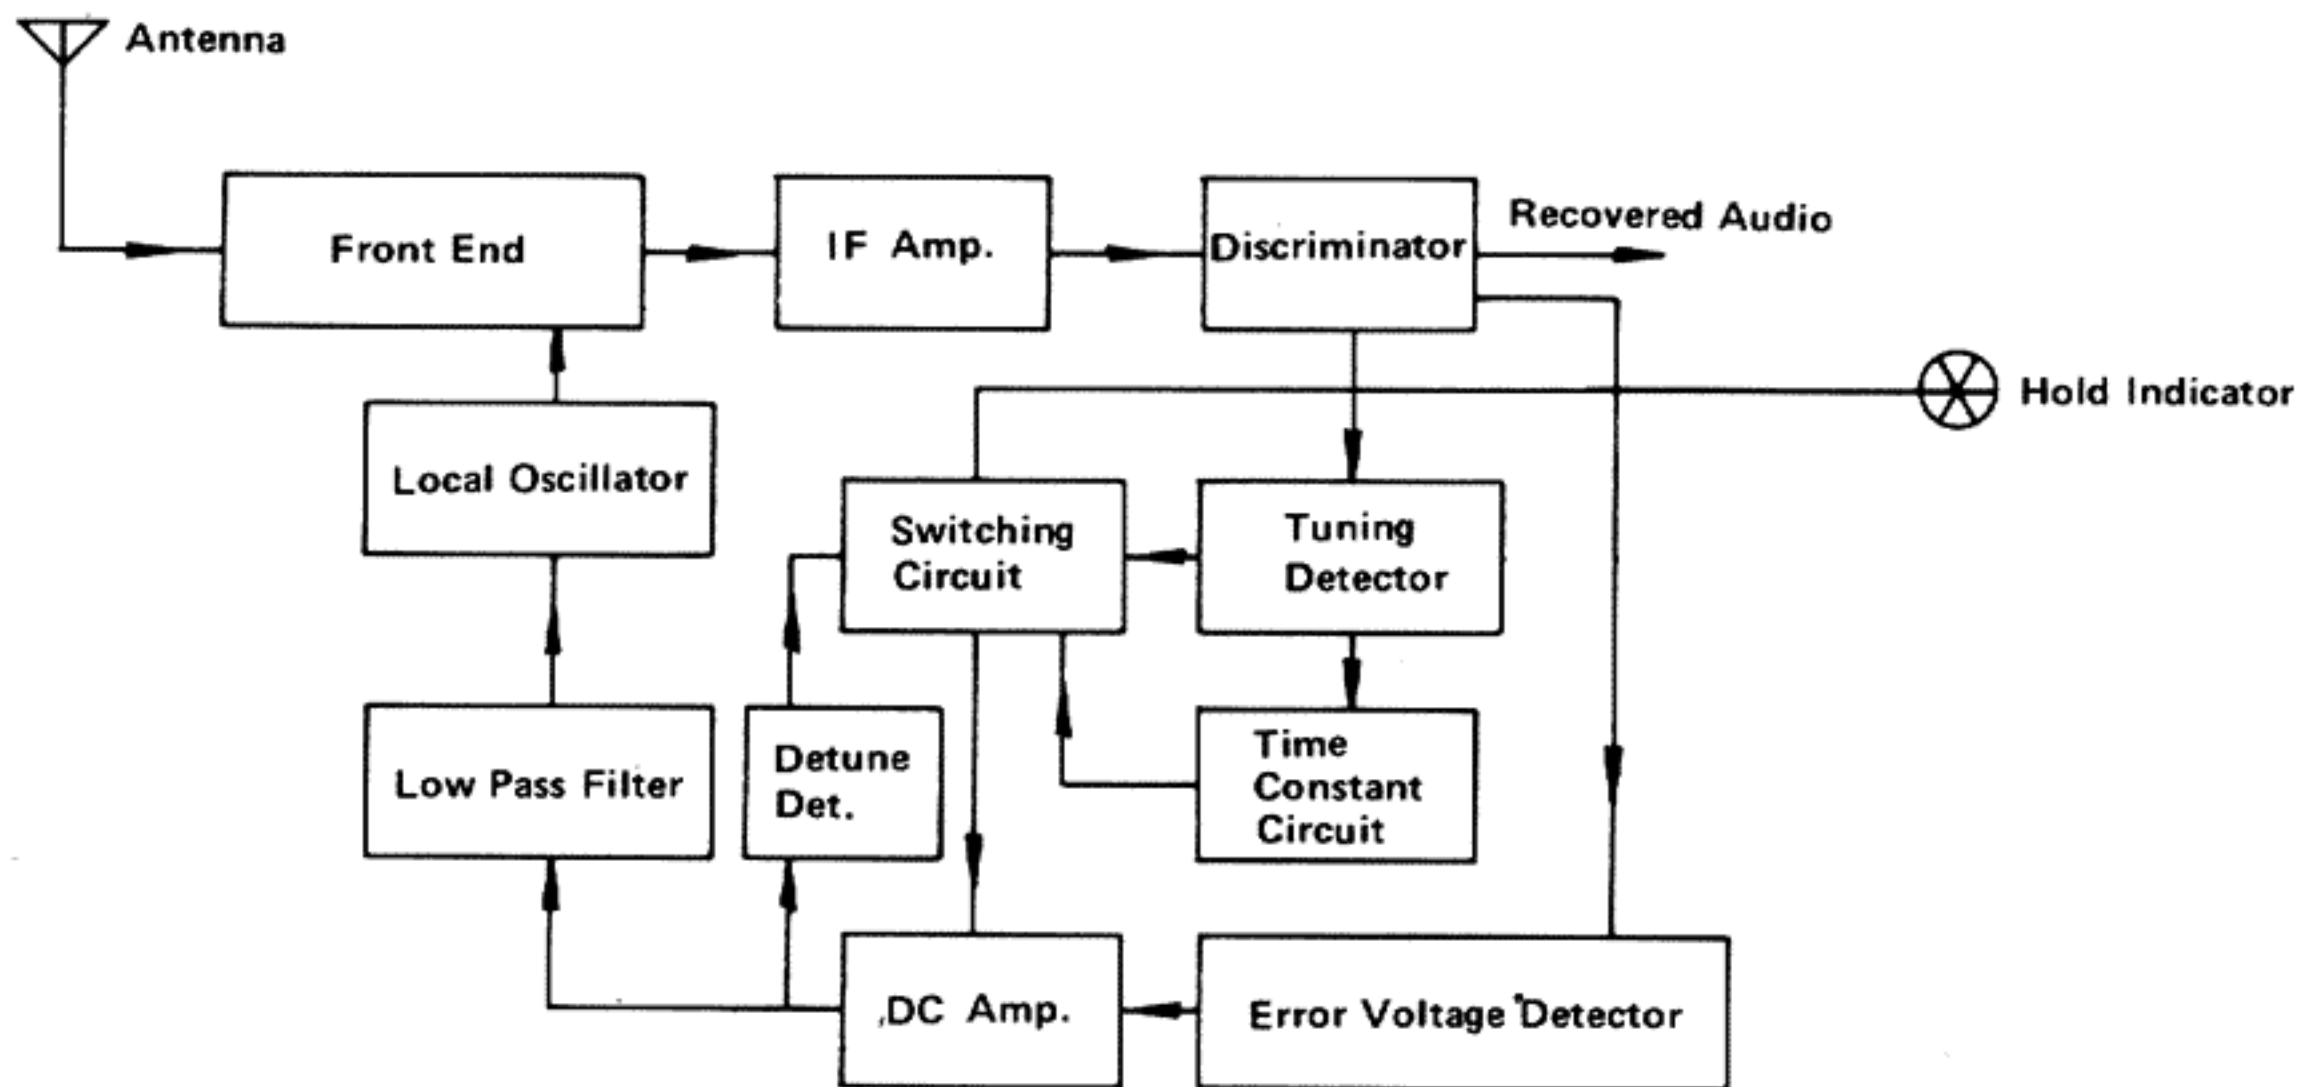 Antenna
Front End
IF Amp.
Discriminator
Recovered Audio
Hold Indicator
Local Oscillator
Switching
Circuit
Tuning
Detector
Low Pass Filter
Detune
Det.
Time
Constant
Circuit
DC Amp.
Error Voltage Detector